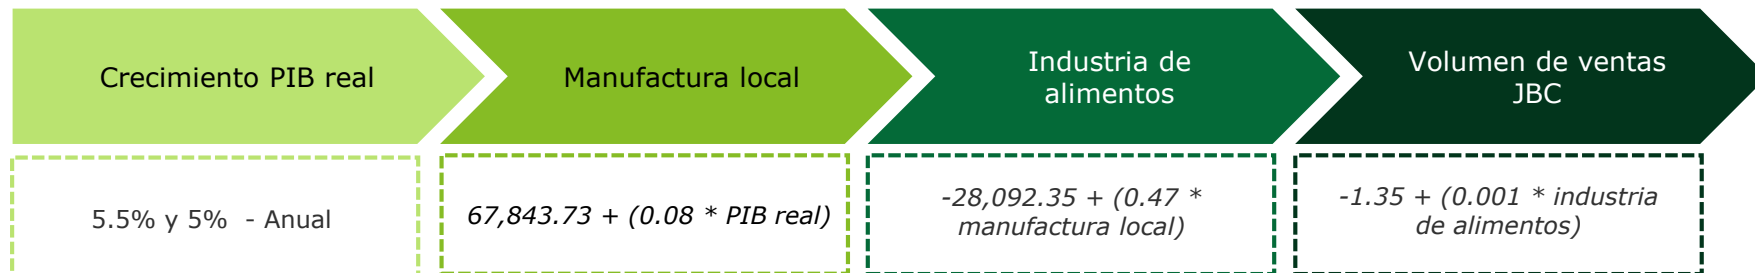 Crecimiento PIB real
Manufactura local
Industria de
alimentos
Volumen de ventas
JBC
5.5% y 5%  - Anual
67,843.73 + (0.08 * PIB real)
-28,092.35 + (0.47 *
manufactura local)
-1.35 + (0.001 * industria
de alimentos)